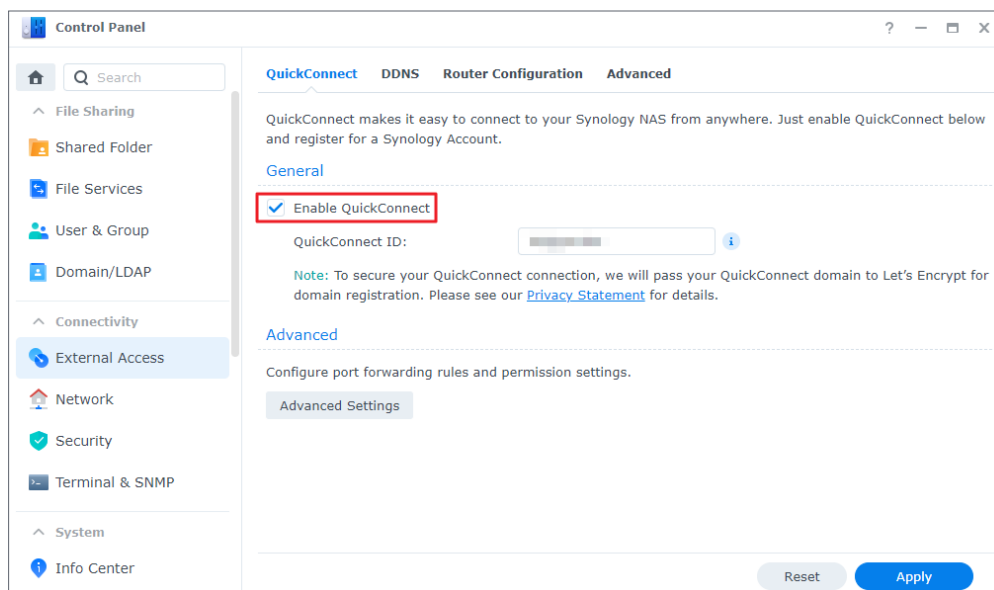 Control Panel
Search
File Sharing
Shared Folder
File Services
User & Group
Domain/LDAP
Connectivity
External Access
Network
Security
Terminal & SNMP
System
Info Center
QuickConnect DDNS Router Configuration Advanced
QuickConnect makes it easy to connect to your Synology NAS from anywhere. Just enable QuickConnect below
and register for a Synology Account.
General
Enable QuickConnect
QuickConnect ID:
Note: To secure your QuickConnect connection, we will pass your QuickConnect domain to Let's Encrypt for
domain registration. Please see our Privacy Statement for details.
Advanced
Configure port forwarding rules and permission settings.
Advanced Settings
Reset Apply